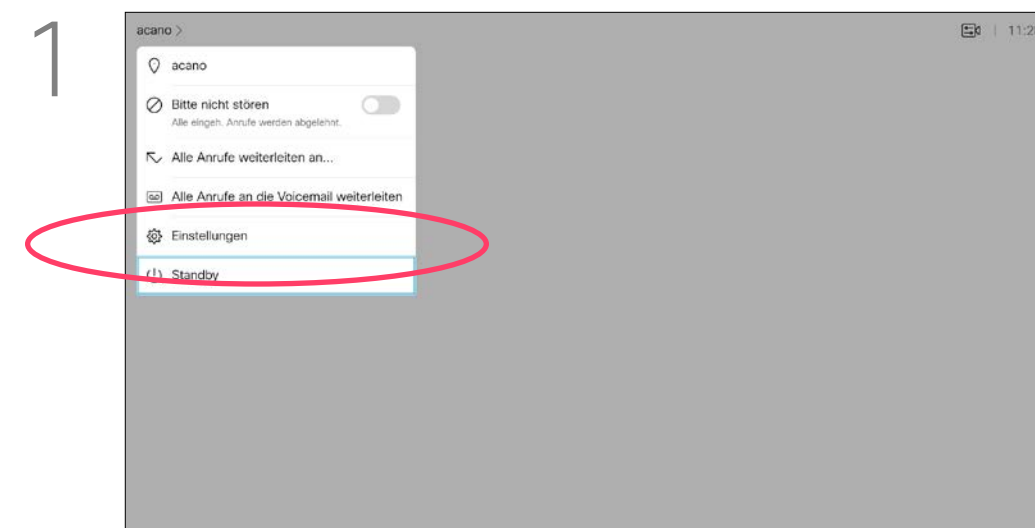 1
acano >
11:2
acano
Bitte nicht stören
Alle eingeh. Anrufe werden abgelehnt.
Alle Anrufe weiterleiten an...
Alle Anrufe an die Voicemail weiterleiten
Einstellungen
Standby